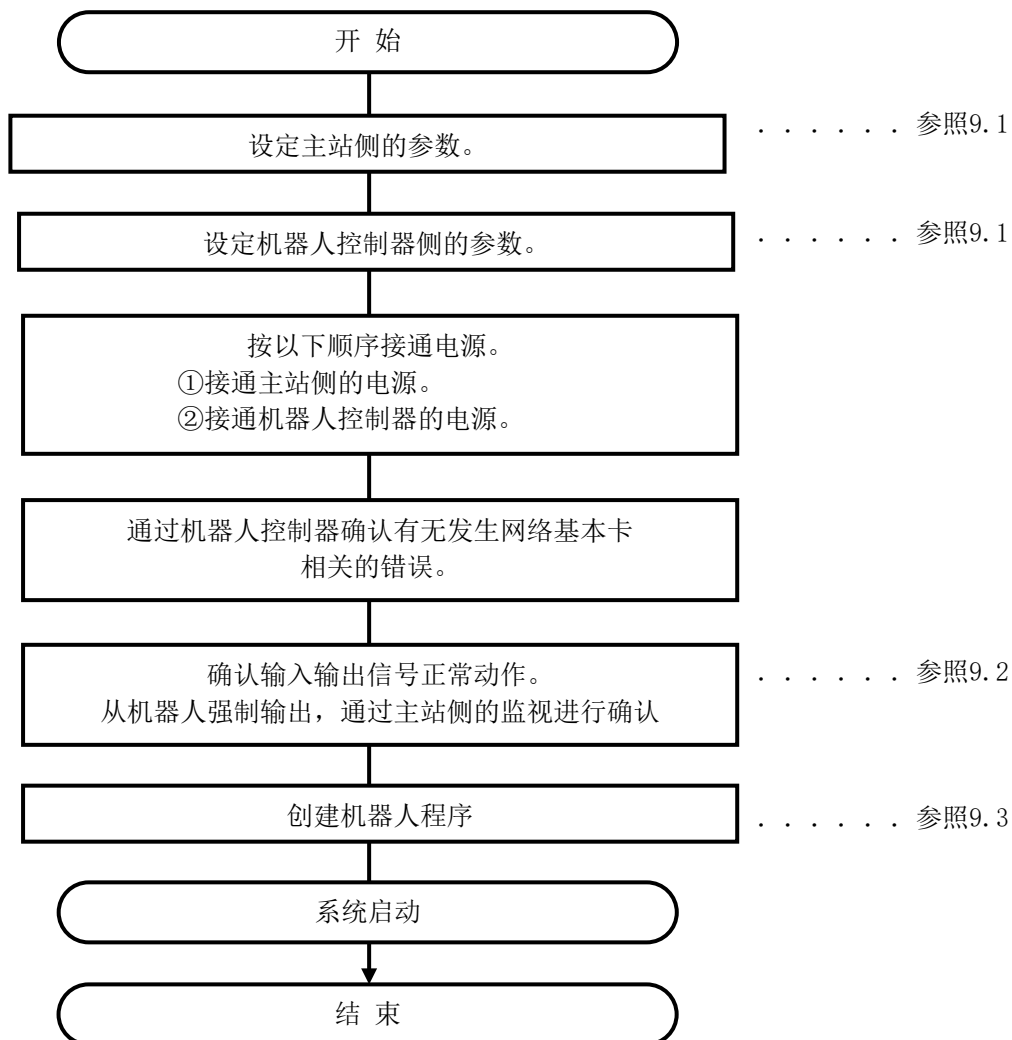 开 始
设定主站侧的参数。 . . . . . . 参照9.1
设定机器人控制器侧的参数。 . . . . . . 参照9.1
按以下顺序接通电源。
①接通主站侧的电源。
②接通机器人控制器的电源。
通过机器人控制器确认有无发生网络基本卡
相关的错误。
确认输入输出信号正常动作。 . . . . . . 参照9.2
从机器人强制输出，通过主站侧的监视进行确认
创建机器人程序 . . . . . . 参照9.3
系统启动
结 束